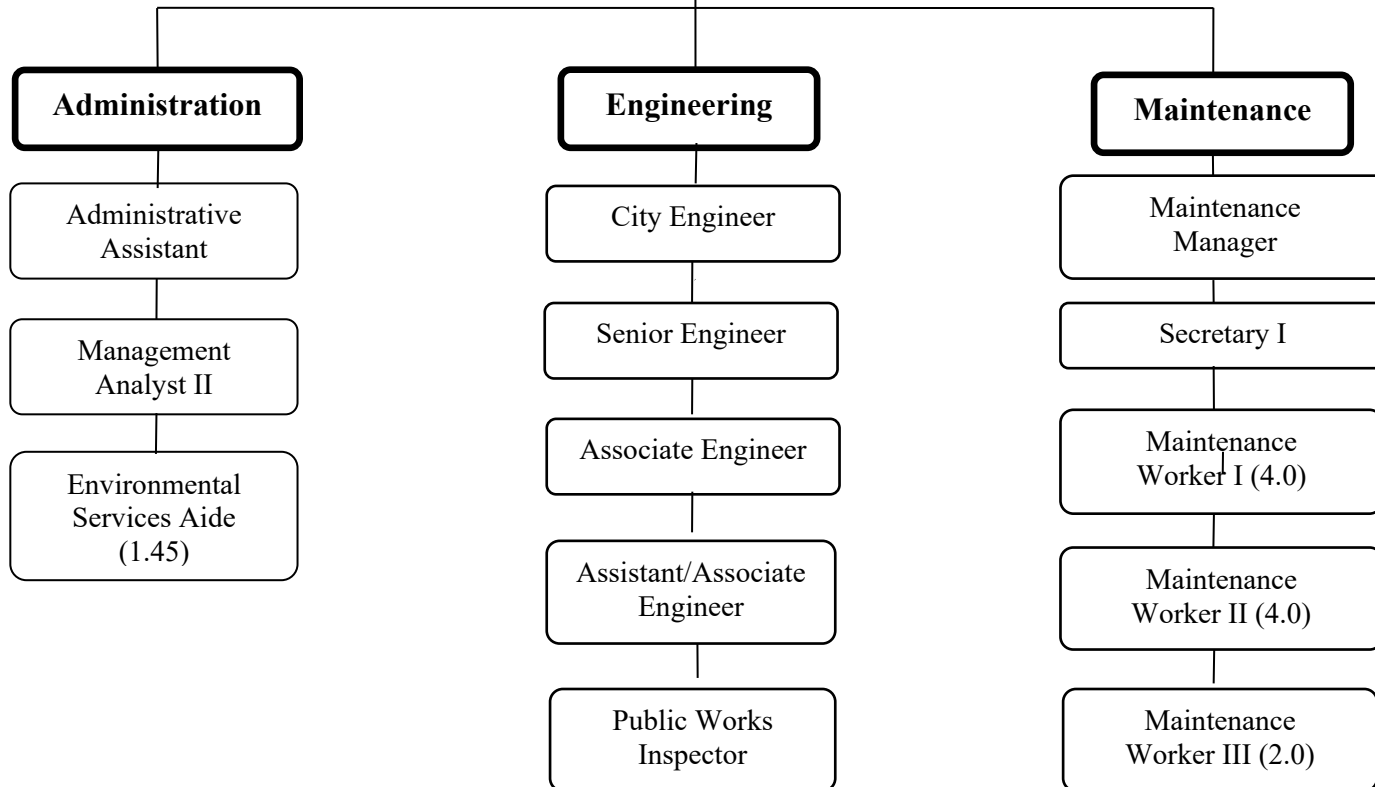 Administration
Administrative
Assistant
Management
Analyst II
Environmental
Services Aide
(1.45)
Engineering
City Engineer
Senior Engineer
Associate Engineer
Assistant/Associate
Engineer
Public Works
Inspector
Maintenance
Maintenance
Manager
Secretary I
Maintenance
Worker I (4.0)
Maintenance
Worker II (4.0)
Maintenance
Worker III (2.0)